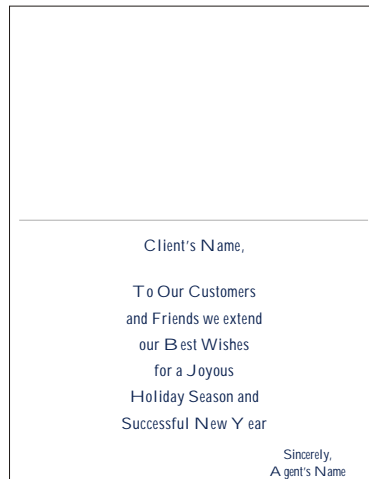 Client's Name,
To Our Customers
and Friends we extend
our Best Wishes
for a Joyous
Holiday Season and
Successful New Year
Sincerely,
Agent's Name